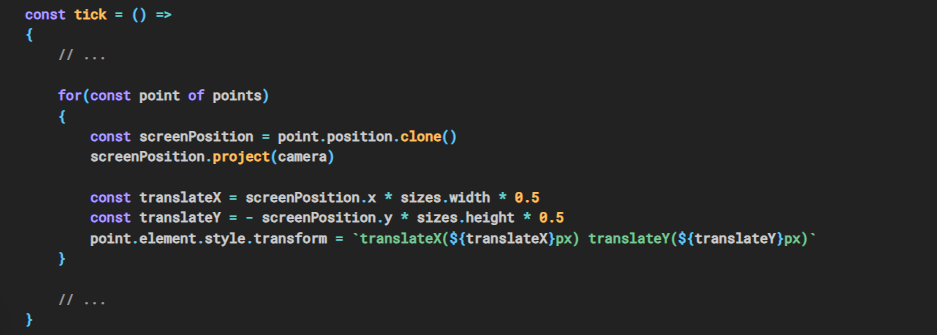 const tick = () =>
{
    // ...

    for(const point of points)
    {
        const screenPosition = point.position.clone()
        screenPosition.project(camera)

        const translateX = screenPosition.x * sizes.width * 0.5
        const translateY = - screenPosition.y * sizes.height * 0.5
        point.element.style.transform = `translateX(${translateX}px) translateY(${translateY}px)`
    }

    // ...
}